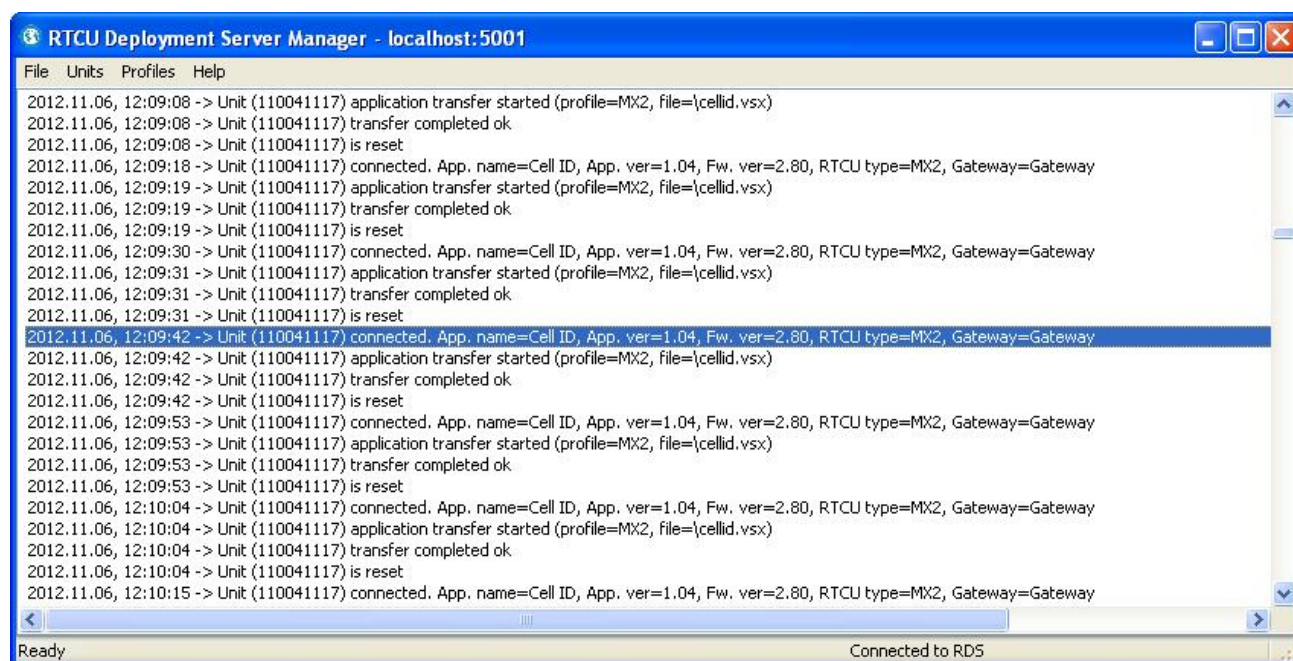 RTCU Deployment Server Manager - localhost:5001
File Units Profiles Help
2012.11.06, 12:09:08 -> Unit (110041117) application transfer started (profile=MX2, file=\cellid.vsx)
2012.11.06, 12:09:08 -> Unit (110041117) transfer completed ok
2012.11.06, 12:09:08 -> Unit (110041117) is reset
2012.11.06, 12:09:18 -> Unit (110041117) connected. App. name=Cell ID, App. ver=1.04, Fw. ver=2.80, RTCU type=MX2, Gateway=Gateway
2012.11.06, 12:09:19 -> Unit (110041117) application transfer started (profile=MX2, file=\cellid.vsx)
2012.11.06, 12:09:19 -> Unit (110041117) transfer completed ok
2012.11.06, 12:09:19 -> Unit (110041117) is reset
2012.11.06, 12:09:30 -> Unit (110041117) connected. App. name=Cell ID, App. ver=1.04, Fw. ver=2.80, RTCU type=MX2, Gateway=Gateway
2012.11.06, 12:09:31 -> Unit (110041117) application transfer started (profile=MX2, file=\cellid.vsx)
2012.11.06, 12:09:31 -> Unit (110041117) transfer completed ok
2012.11.06, 12:09:31 -> Unit (110041117) is reset
2012.11.06, 12:09:42 -> Unit (110041117) connected. App. name=Cell ID, App. ver=1.04, Fw. ver=2.80, RTCU type=MX2, Gateway=Gateway
2012.11.06, 12:09:42 -> Unit (110041117) application transfer started (profile=MX2, file=\cellid.vsx)
2012.11.06, 12:09:42 -> Unit (110041117) transfer completed ok
2012.11.06, 12:09:42 -> Unit (110041117) is reset
2012.11.06, 12:09:53 -> Unit (110041117) connected. App. name=Cell ID, App. ver=1.04, Fw. ver=2.80, RTCU type=MX2, Gateway=Gateway
2012.11.06, 12:09:53 -> Unit (110041117) application transfer started (profile=MX2, file=\cellid.vsx)
2012.11.06, 12:09:53 -> Unit (110041117) transfer completed ok
2012.11.06, 12:09:53 -> Unit (110041117) is reset
2012.11.06, 12:10:04 -> Unit (110041117) connected. App. name=Cell ID, App. ver=1.04, Fw. ver=2.80, RTCU type=MX2, Gateway=Gateway
2012.11.06, 12:10:04 -> Unit (110041117) application transfer started (profile=MX2, file=\cellid.vsx)
2012.11.06, 12:10:04 -> Unit (110041117) transfer completed ok
2012.11.06, 12:10:04 -> Unit (110041117) is reset
2012.11.06, 12:10:15 -> Unit (110041117) connected. App. name=Cell ID, App. ver=1.04, Fw. ver=2.80, RTCU type=MX2, Gateway=Gateway
Ready Connected to RDS